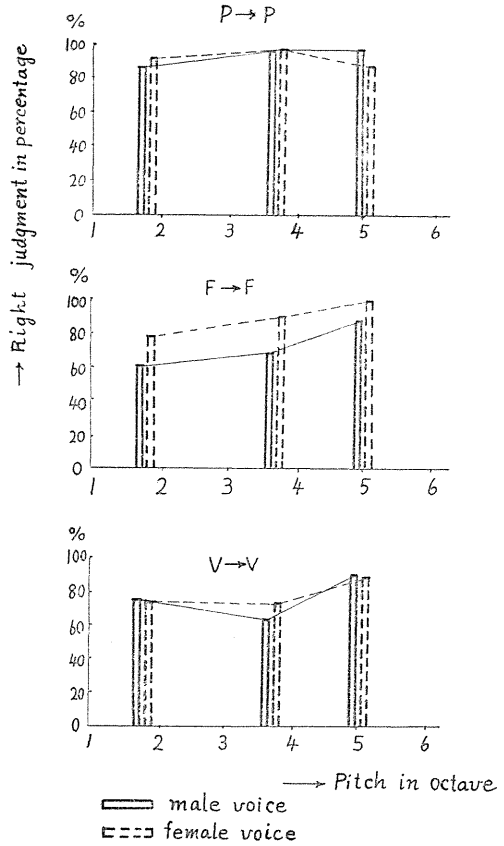 P → P
%
100
80
60
40
20
0
1 2 3 4 5 6
→ Right judgment in percentage
F → F
%
100
80
60
40
20
0
1 2 3 4 5 6
V → V
%
100
80
60
40
20
0
1 2 3 4 5 6
→ Pitch in octave
male voice
female voice